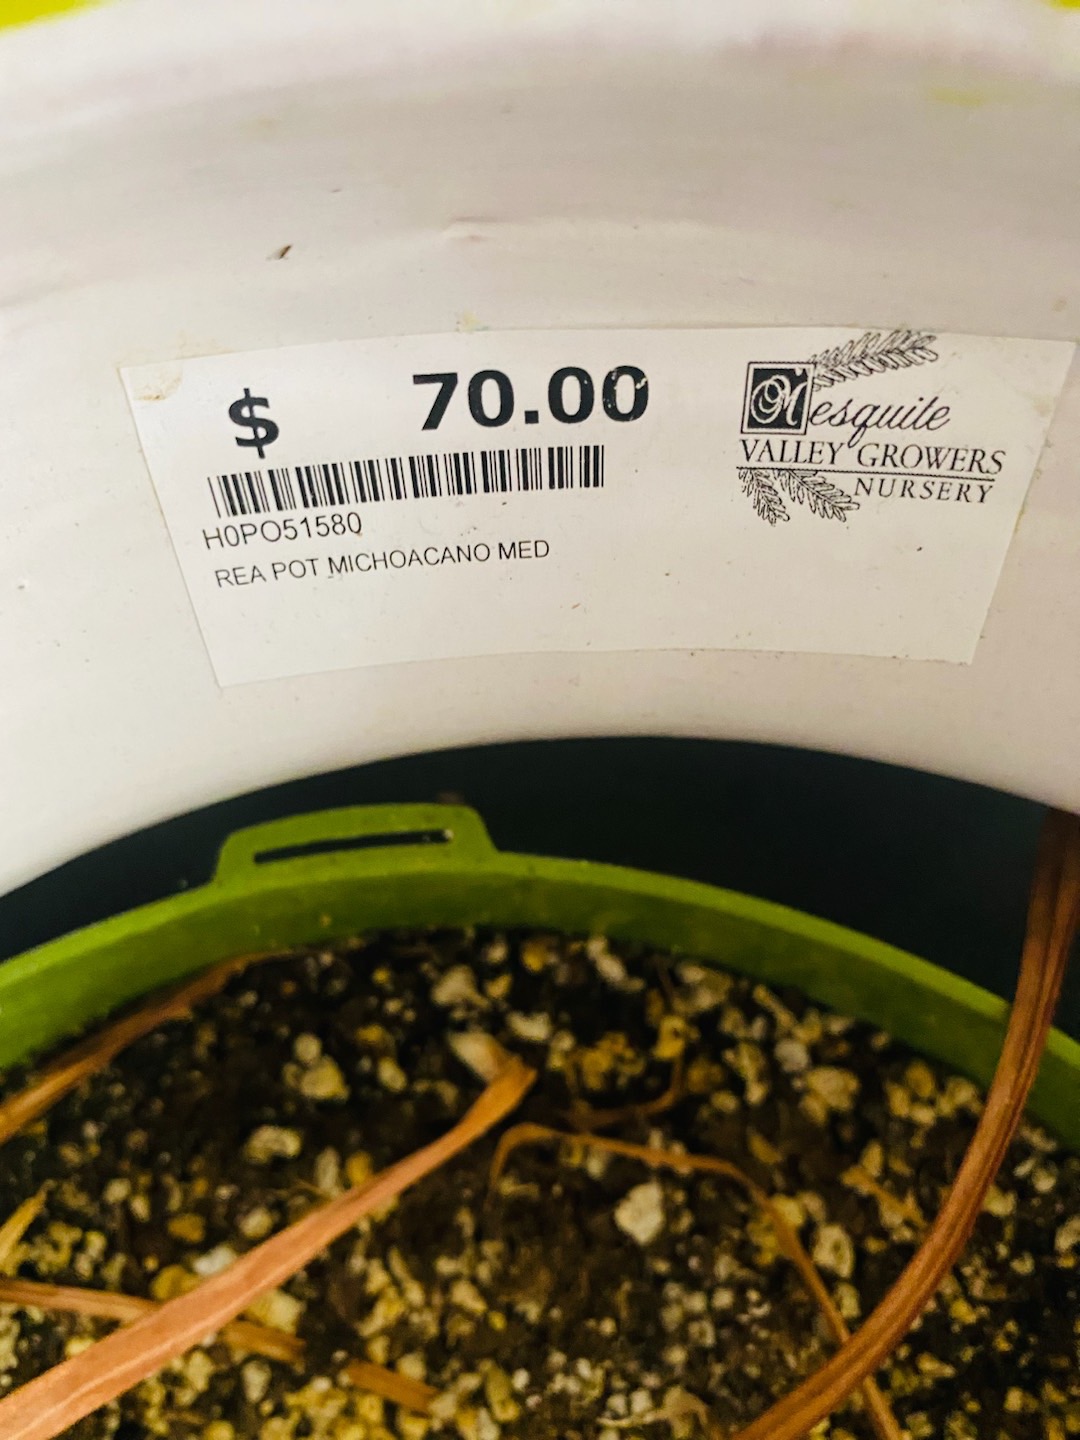 $ 70.00
H0PO51580
REA POT MICHOACANO MED
Mesquite
VALLEY GROWERS
NURSERY